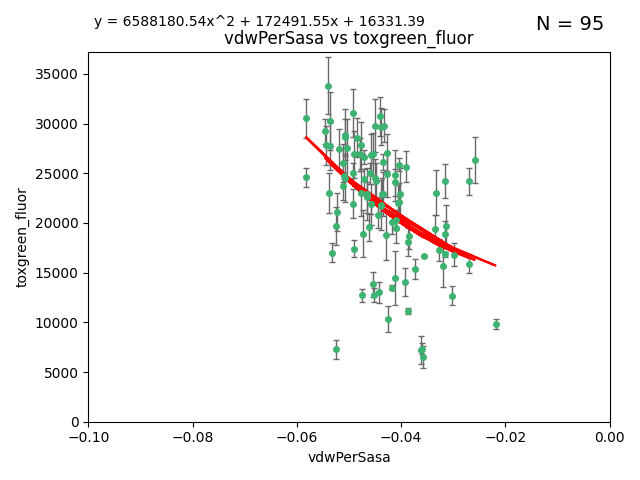 y = 6588180.54x^2 + 172491.55x + 16331.39
N = 95
vdwPerSasa vs toxgreen_fluor
35000
30000
25000
20000
15000
10000
5000
0
toxgreen_fluor
−0.10 −0.08 −0.06 −0.04 −0.02 0.00
vdwPerSasa